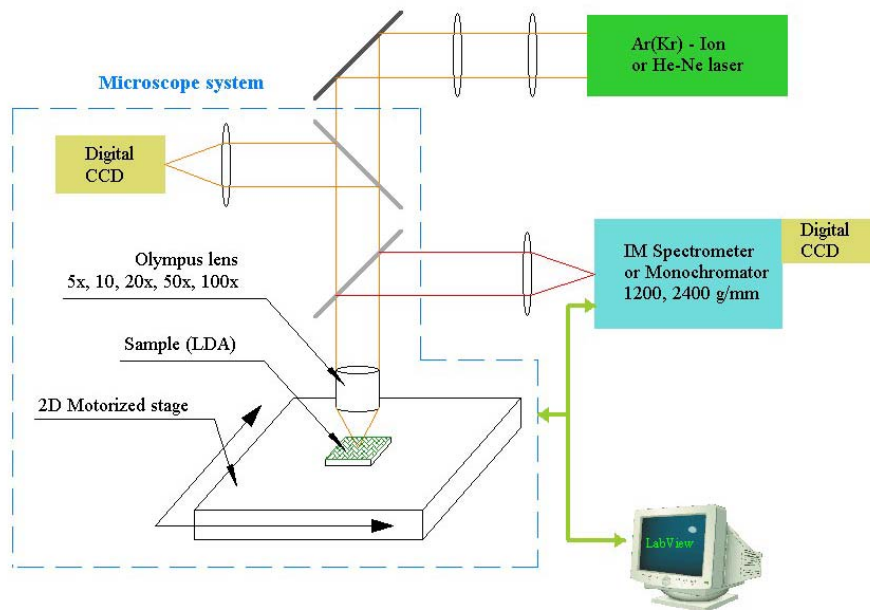 Ar(Kr) - Ion
or He-Ne laser
Microscope system
Digital
CCD
IM Spectrometer
or Monochromator
1200, 2400 g/mm
Digital
CCD
Olympus lens
5x, 10, 20x, 50x, 100x
Sample (LDA)
2D Motorized stage
LabView